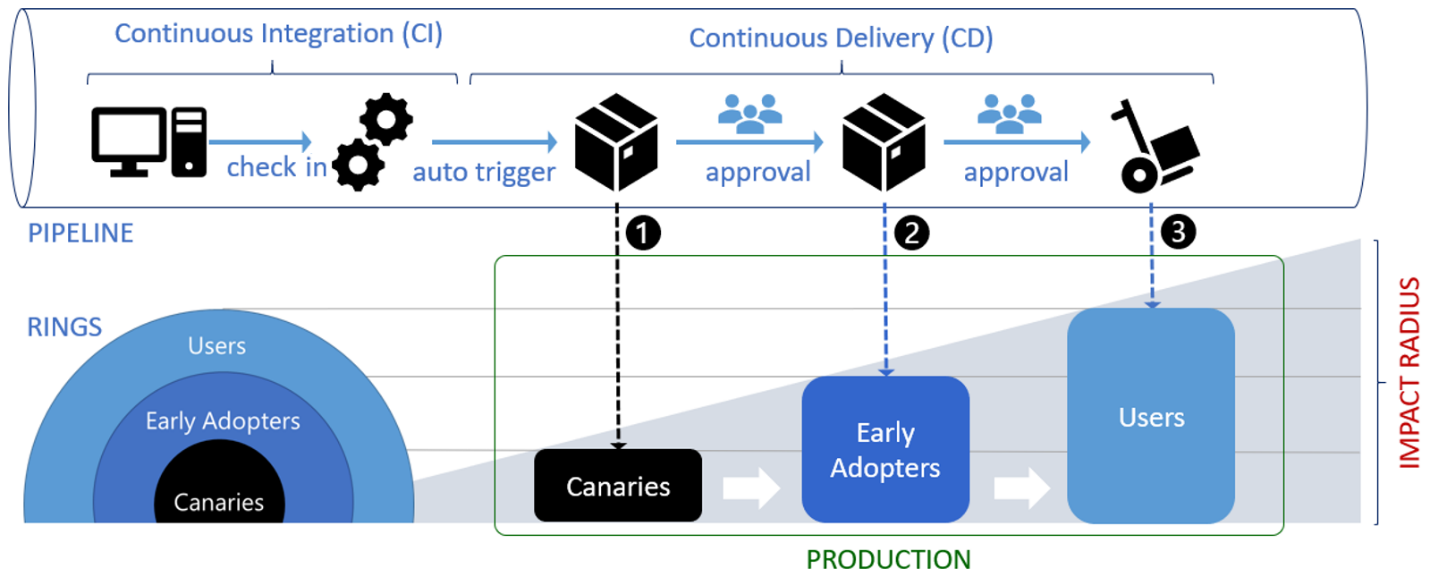 Continuous Integration (CI)
Continuous Delivery (CD)
check in
auto trigger
approval
approval
PIPELINE
1
2
3
RINGS
Users
Early Adopters
Canaries
Canaries
Early
Adopters
Users
IMPACT RADIUS
PRODUCTION